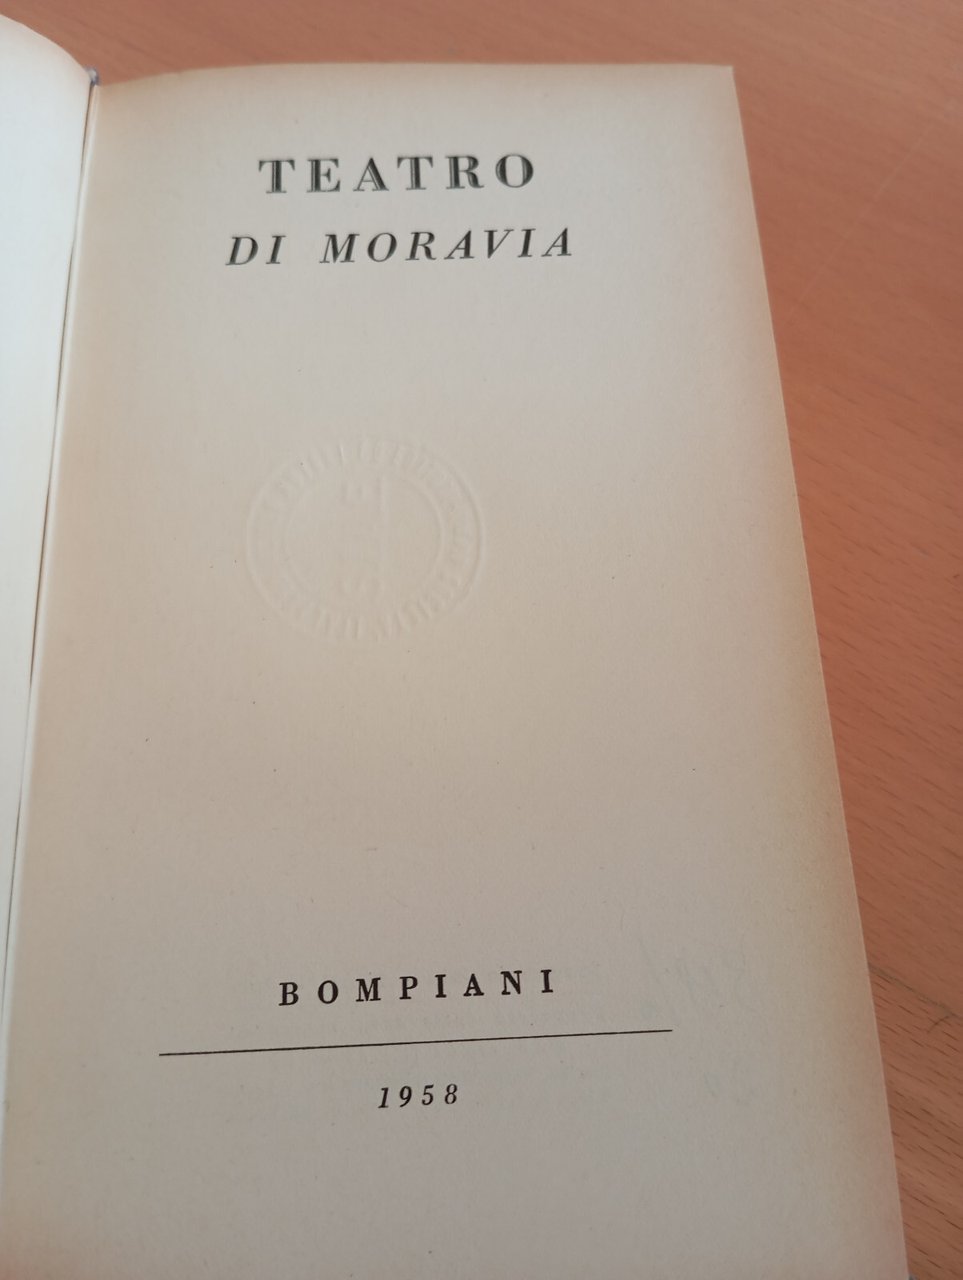 TEATRO
DI MORAVIA
BOMPIANI
1958